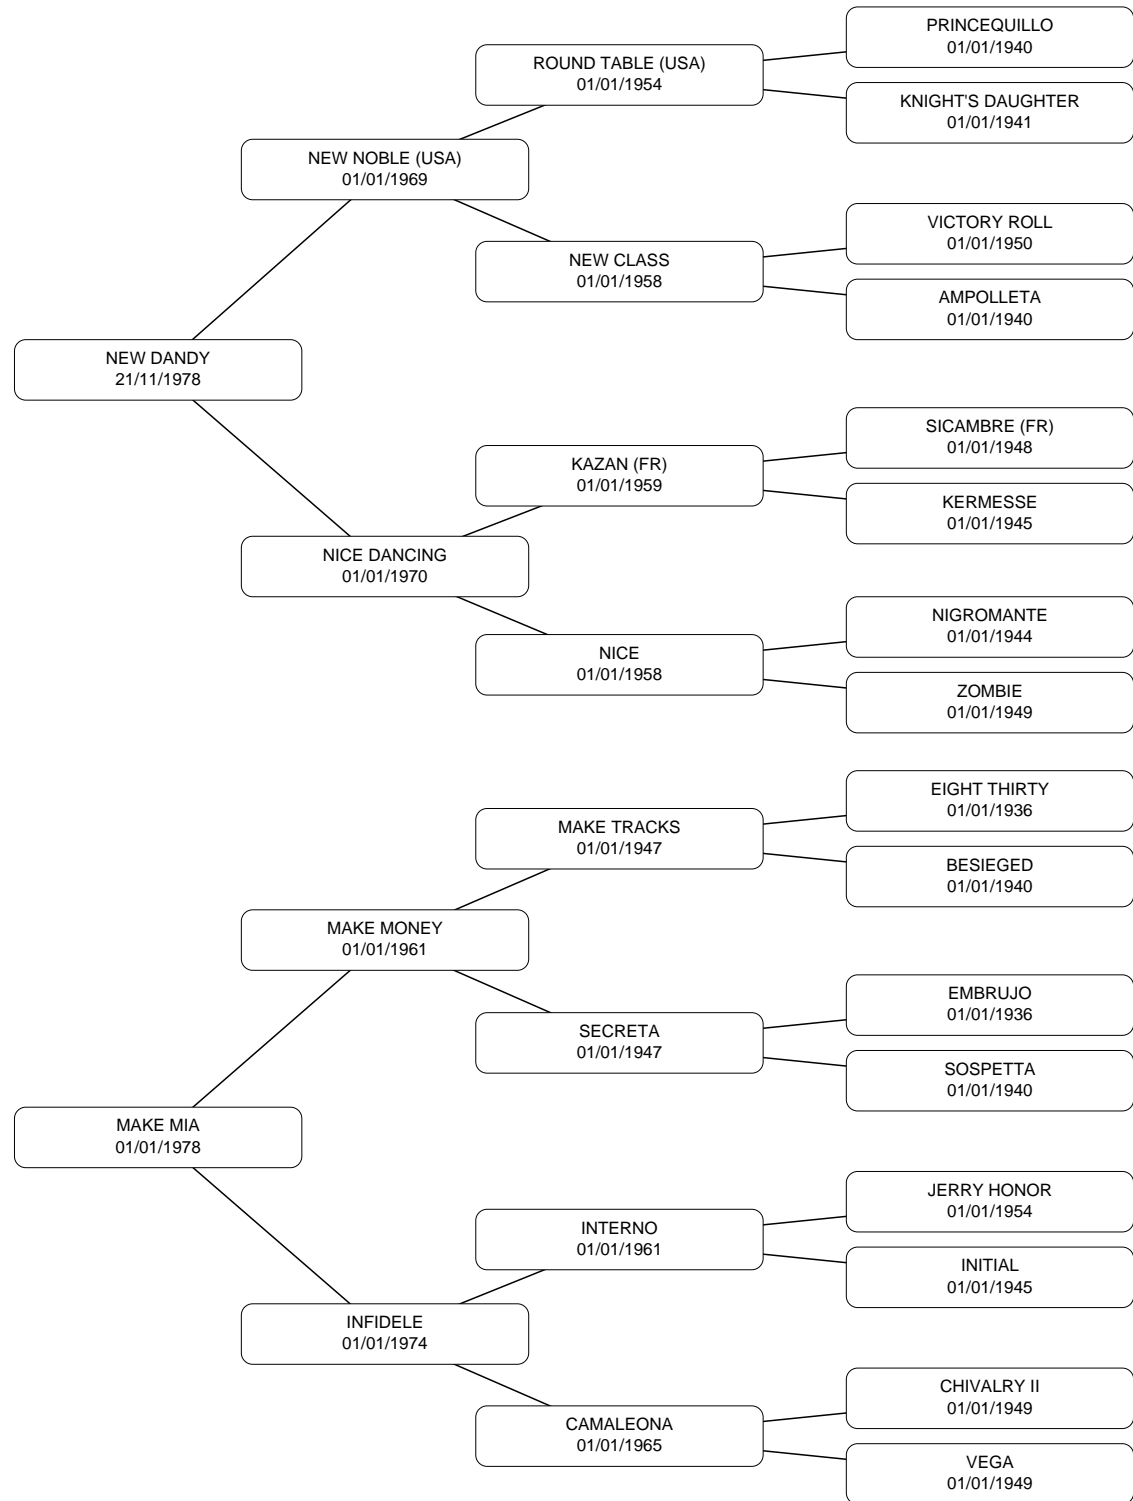 PRINCEQUILLO
01/01/1940
ROUND TABLE (USA)
01/01/1954
KNIGHT'S DAUGHTER
01/01/1941
NEW NOBLE (USA)
01/01/1969
VICTORY ROLL
01/01/1950
NEW CLASS
01/01/1958
AMPOLLETA
01/01/1940
NEW DANDY
21/11/1978
SICAMBRE (FR)
01/01/1948
KAZAN (FR)
01/01/1959
KERMESSE
01/01/1945
NICE DANCING
01/01/1970
NIGROMANTE
01/01/1944
NICE
01/01/1958
ZOMBIE
01/01/1949
EIGHT THIRTY
01/01/1936
MAKE TRACKS
01/01/1947
BESIEGED
01/01/1940
MAKE MONEY
01/01/1961
EMBRUJO
01/01/1936
SECRETA
01/01/1947
SOSPETTA
01/01/1940
MAKE MIA
01/01/1978
JERRY HONOR
01/01/1954
INTERNO
01/01/1961
INITIAL
01/01/1945
INFIDELE
01/01/1974
CHIVALRY II
01/01/1949
CAMALEONA
01/01/1965
VEGA
01/01/1949